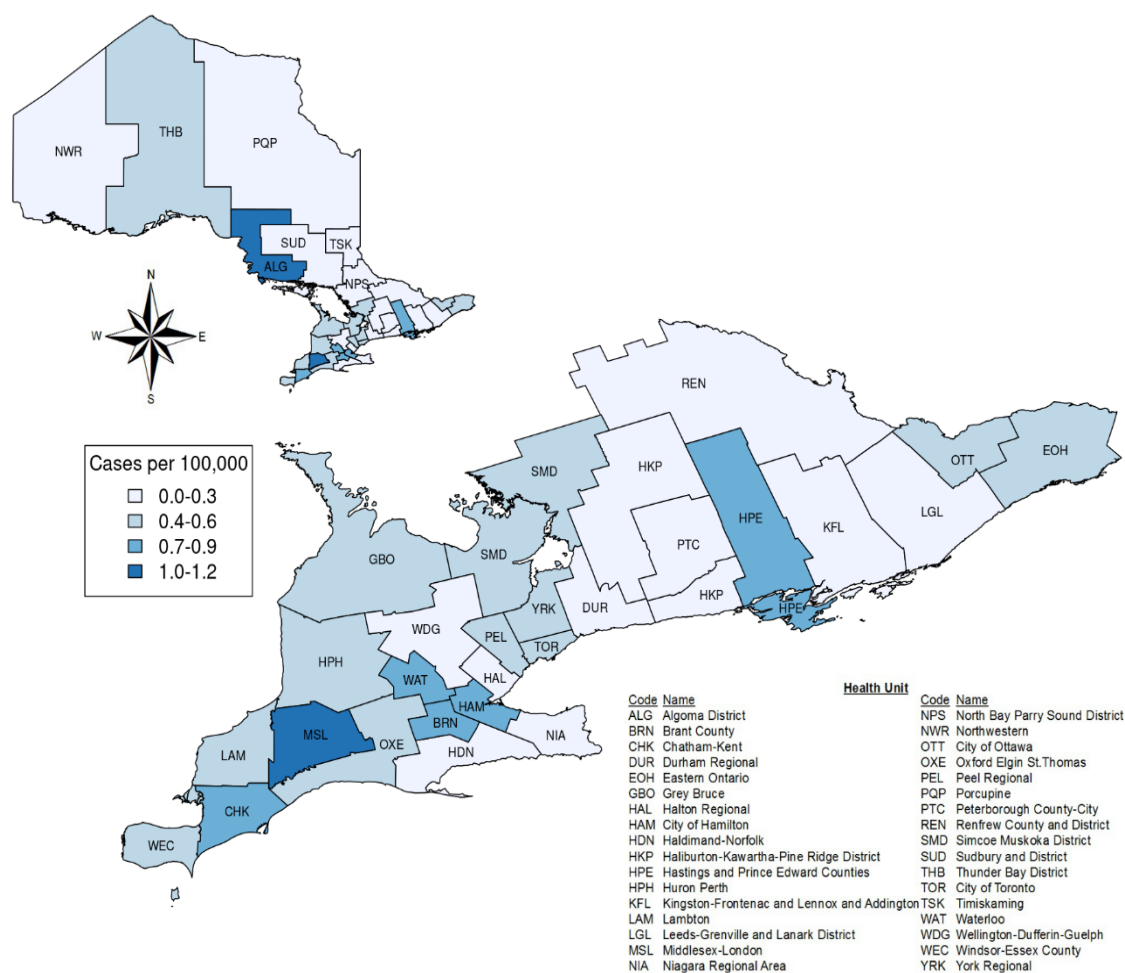 THB
NWR
PQP
SUD
TSK
ALG
NPS
N
W
E
S
REN
Cases per 100,000
0.0-0.3
0.4-0.6
0.7-0.9
1.0-1.2
SMD
HKP
OTT
EOH
HPE
KFL
LGL
PTC
GBO
SMD
YRK
DUR
HKP
HPE
WDG
PEL
TOR
HPH
WAT
HAL
HAM
BRN
MSL
OXE
HDN
NIA
LAM
CHK
WEC
Health Unit
Code Name
ALG Algoma District
BRN Brant County
CHK Chatham-Kent
DUR Durham Regional
EOH Eastern Ontario
GBO Grey Bruce
HAL Halton Regional
HAM City of Hamilton
HDN Haldimand-Norfolk
HKP Haliburton-Kawartha-Pine Ridge District
HPE Hastings and Prince Edward Counties
HPH Huron Perth
KFL Kingston-Frontenac and Lennox and Addington
LAM Lambton
LGL Leeds-Grenville and Lanark District
MSL Middlesex-London
NIA Niagara Regional Area
Code Name
NPS North Bay Parry Sound District
NWR Northwestern
OTT City of Ottawa
OXE Oxford Elgin St.Thomas
PEL Peel Regional
PQP Porcupine
PTC Peterborough County-City
REN Renfrew County and District
SMD Simcoe Muskoka District
SUD Sudbury and District
THB Thunder Bay District
TOR City of Toronto
TSK Timiskaming
WAT Waterloo
WDG Wellington-Dufferin-Guelph
WEC Windsor-Essex County
YRK York Regional